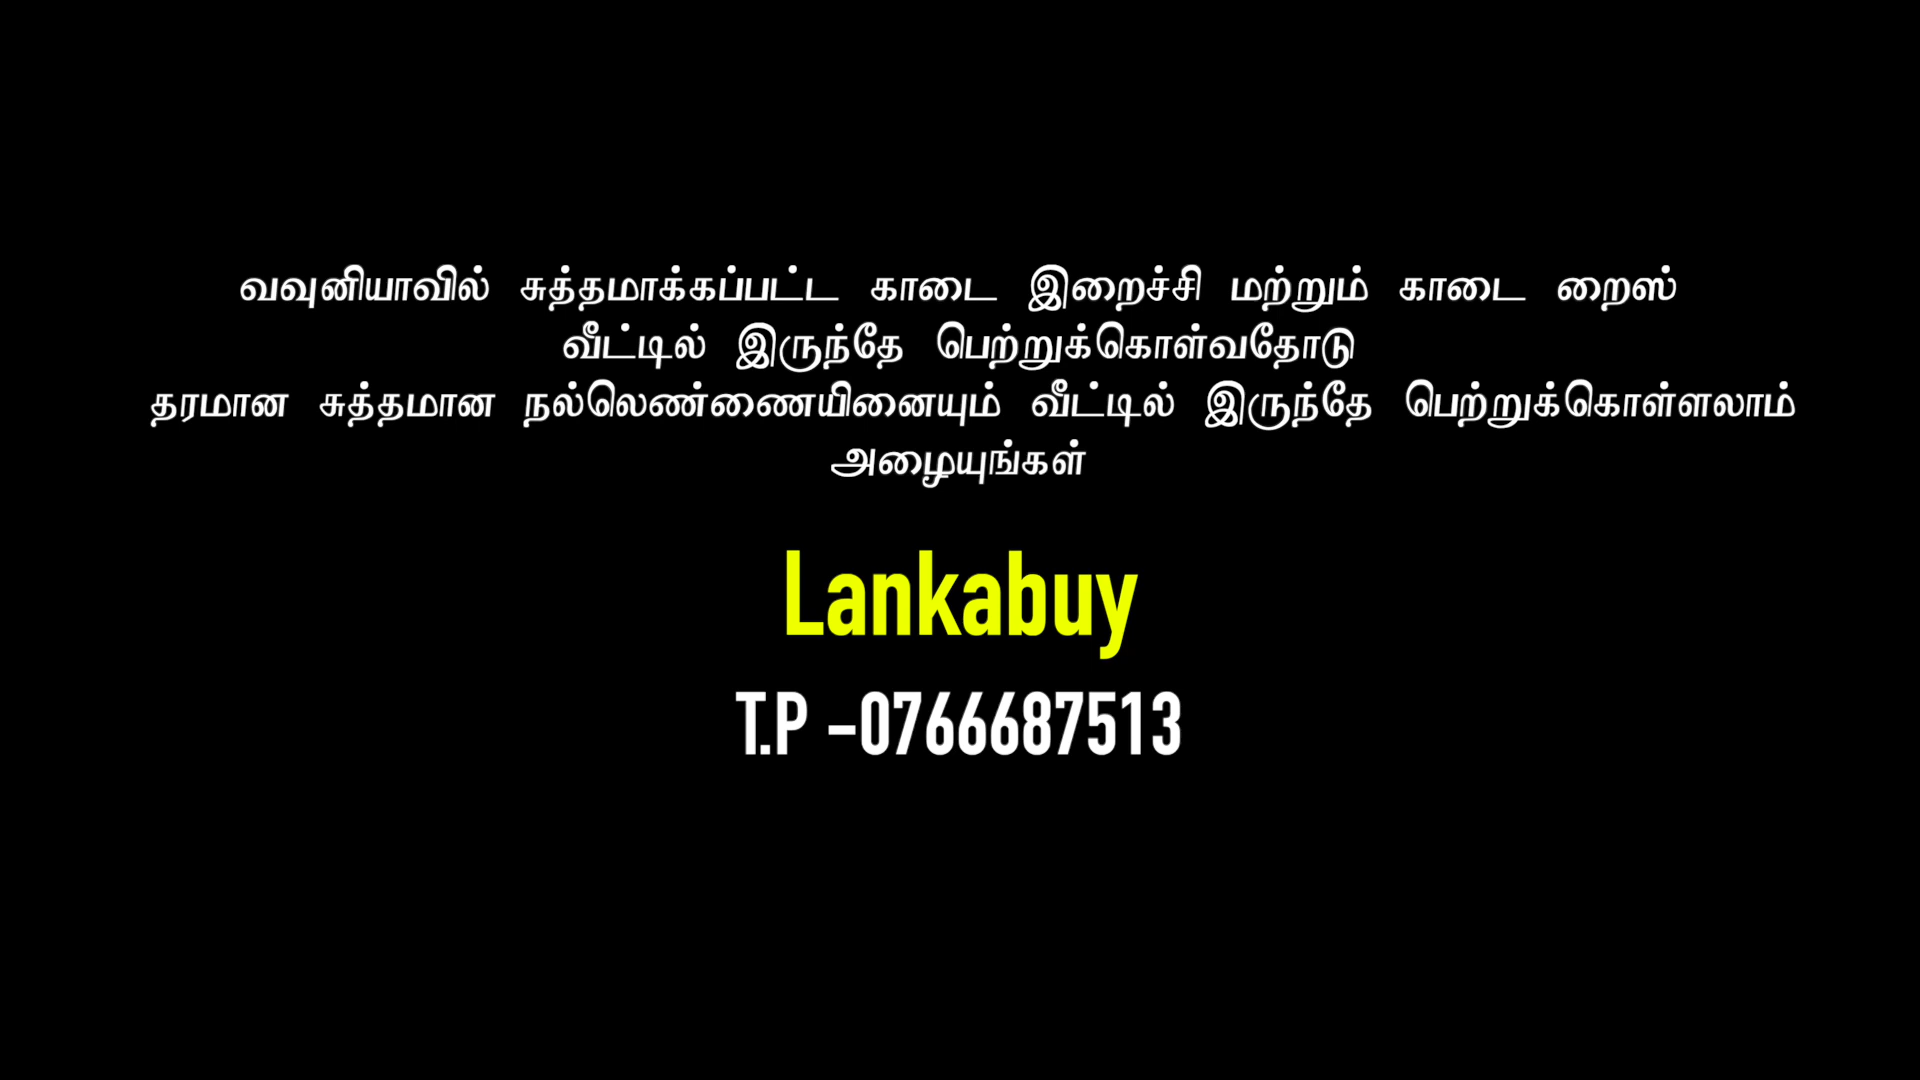 வவுனியாவில் சுத்தமாக்கப்பட்ட காடை இறைச்சி மற்றும் காடை றைஸ்
வீட்டில் இருந்தே பெற்றுக்கொள்வதோடு
தரமான சுத்தமான நல்லெண்ணையினையும் வீட்டில் இருந்தே பெற்றுக்கொள்ளலாம்
அழையுங்கள்
Lankabuy
T.P -0766687513